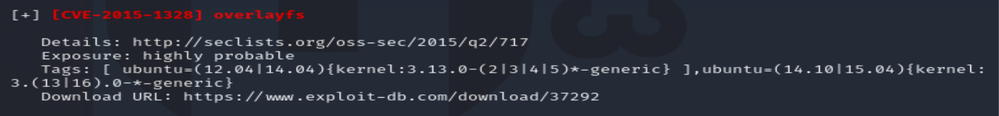 [+] [CVE-2015-1328] overlayfs
Details: http://seclists.org/oss-sec/2015/q2/717
Exposure: highly probable
Tags: [ ubuntu=(12.04|14.04){kernel:3.13.0-(2|3|4|5)*-generic} ],ubuntu=(14.10|15.04){kernel:
3.(13|16).0-*-generic}
Download URL: https://www.exploit-db.com/download/37292